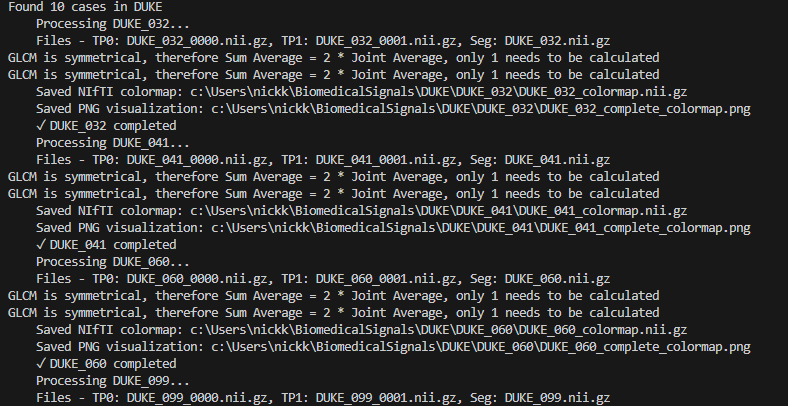 Found 10 cases in DUKE
Processing DUKE_032...
Files - TP0: DUKE_032_0000.nii.gz, TP1: DUKE_032_0001.nii.gz, Seg: DUKE_032.nii.gz
GLCM is symmetrical, therefore Sum Average = 2 * Joint Average, only 1 needs to be calculated
GLCM is symmetrical, therefore Sum Average = 2 * Joint Average, only 1 needs to be calculated
Saved NIfTI colormap: c:\Users\nickk\BiomedicalSignals\DUKE\DUKE_032\DUKE_032_colormap.nii.gz
Saved PNG visualization: c:\Users\nickk\BiomedicalSignals\DUKE\DUKE_032\DUKE_032_complete_colormap.png
✓ DUKE_032 completed
Processing DUKE_041...
Files - TP0: DUKE_041_0000.nii.gz, TP1: DUKE_041_0001.nii.gz, Seg: DUKE_041.nii.gz
GLCM is symmetrical, therefore Sum Average = 2 * Joint Average, only 1 needs to be calculated
GLCM is symmetrical, therefore Sum Average = 2 * Joint Average, only 1 needs to be calculated
Saved NIfTI colormap: c:\Users\nickk\BiomedicalSignals\DUKE\DUKE_041\DUKE_041_colormap.nii.gz
Saved PNG visualization: c:\Users\nickk\BiomedicalSignals\DUKE\DUKE_041\DUKE_041_complete_colormap.png
✓ DUKE_041 completed
Processing DUKE_060...
Files - TP0: DUKE_060_0000.nii.gz, TP1: DUKE_060_0001.nii.gz, Seg: DUKE_060.nii.gz
GLCM is symmetrical, therefore Sum Average = 2 * Joint Average, only 1 needs to be calculated
GLCM is symmetrical, therefore Sum Average = 2 * Joint Average, only 1 needs to be calculated
Saved NIfTI colormap: c:\Users\nickk\BiomedicalSignals\DUKE\DUKE_060\DUKE_060_colormap.nii.gz
Saved PNG visualization: c:\Users\nickk\BiomedicalSignals\DUKE\DUKE_060\DUKE_060_complete_colormap.png
✓ DUKE_060 completed
Processing DUKE_099...
Files - TP0: DUKE_099_0000.nii.gz, TP1: DUKE_099_0001.nii.gz, Seg: DUKE_099.nii.gz